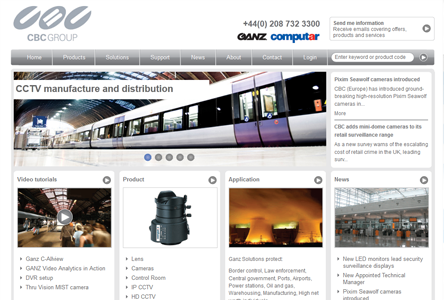 CBC GROUP
+44(0) 208 732 3300
GANZ computar
Send me information
Receive emails covering offers,
products and services
Home Products Solutions Support News About Contact Login
Enter keyword or product code
CCTV manufacture and distribution
Pixim Seawolf cameras introduced
CBC (Europe) has introduced ground-
breaking high-resolution Pixim Seawolf
cameras in...
More
CBC adds mini-dome cameras to its
retail surveillance range
As a new survey warns of the escalating
cost of retail crime in the UK, leading
surv...
Video tutorials
Ganz C-Allview
GANZ Video Analytics in Action
DVR setup
Thru Vision MIST camera
Product
Lens
Cameras
Control Room
IP CCTV
HD CCTV
Application
Ganz Solutions protect:
Border control, Law enforcement,
Central government, Ports, Airports,
Power stations, Oil and gas,
Warehousing, Manufacturing, High net
News
New LED monitors lead security
surveillance displays
New Appointed Technical
Manager
Pixim Seawolf cameras
introduced